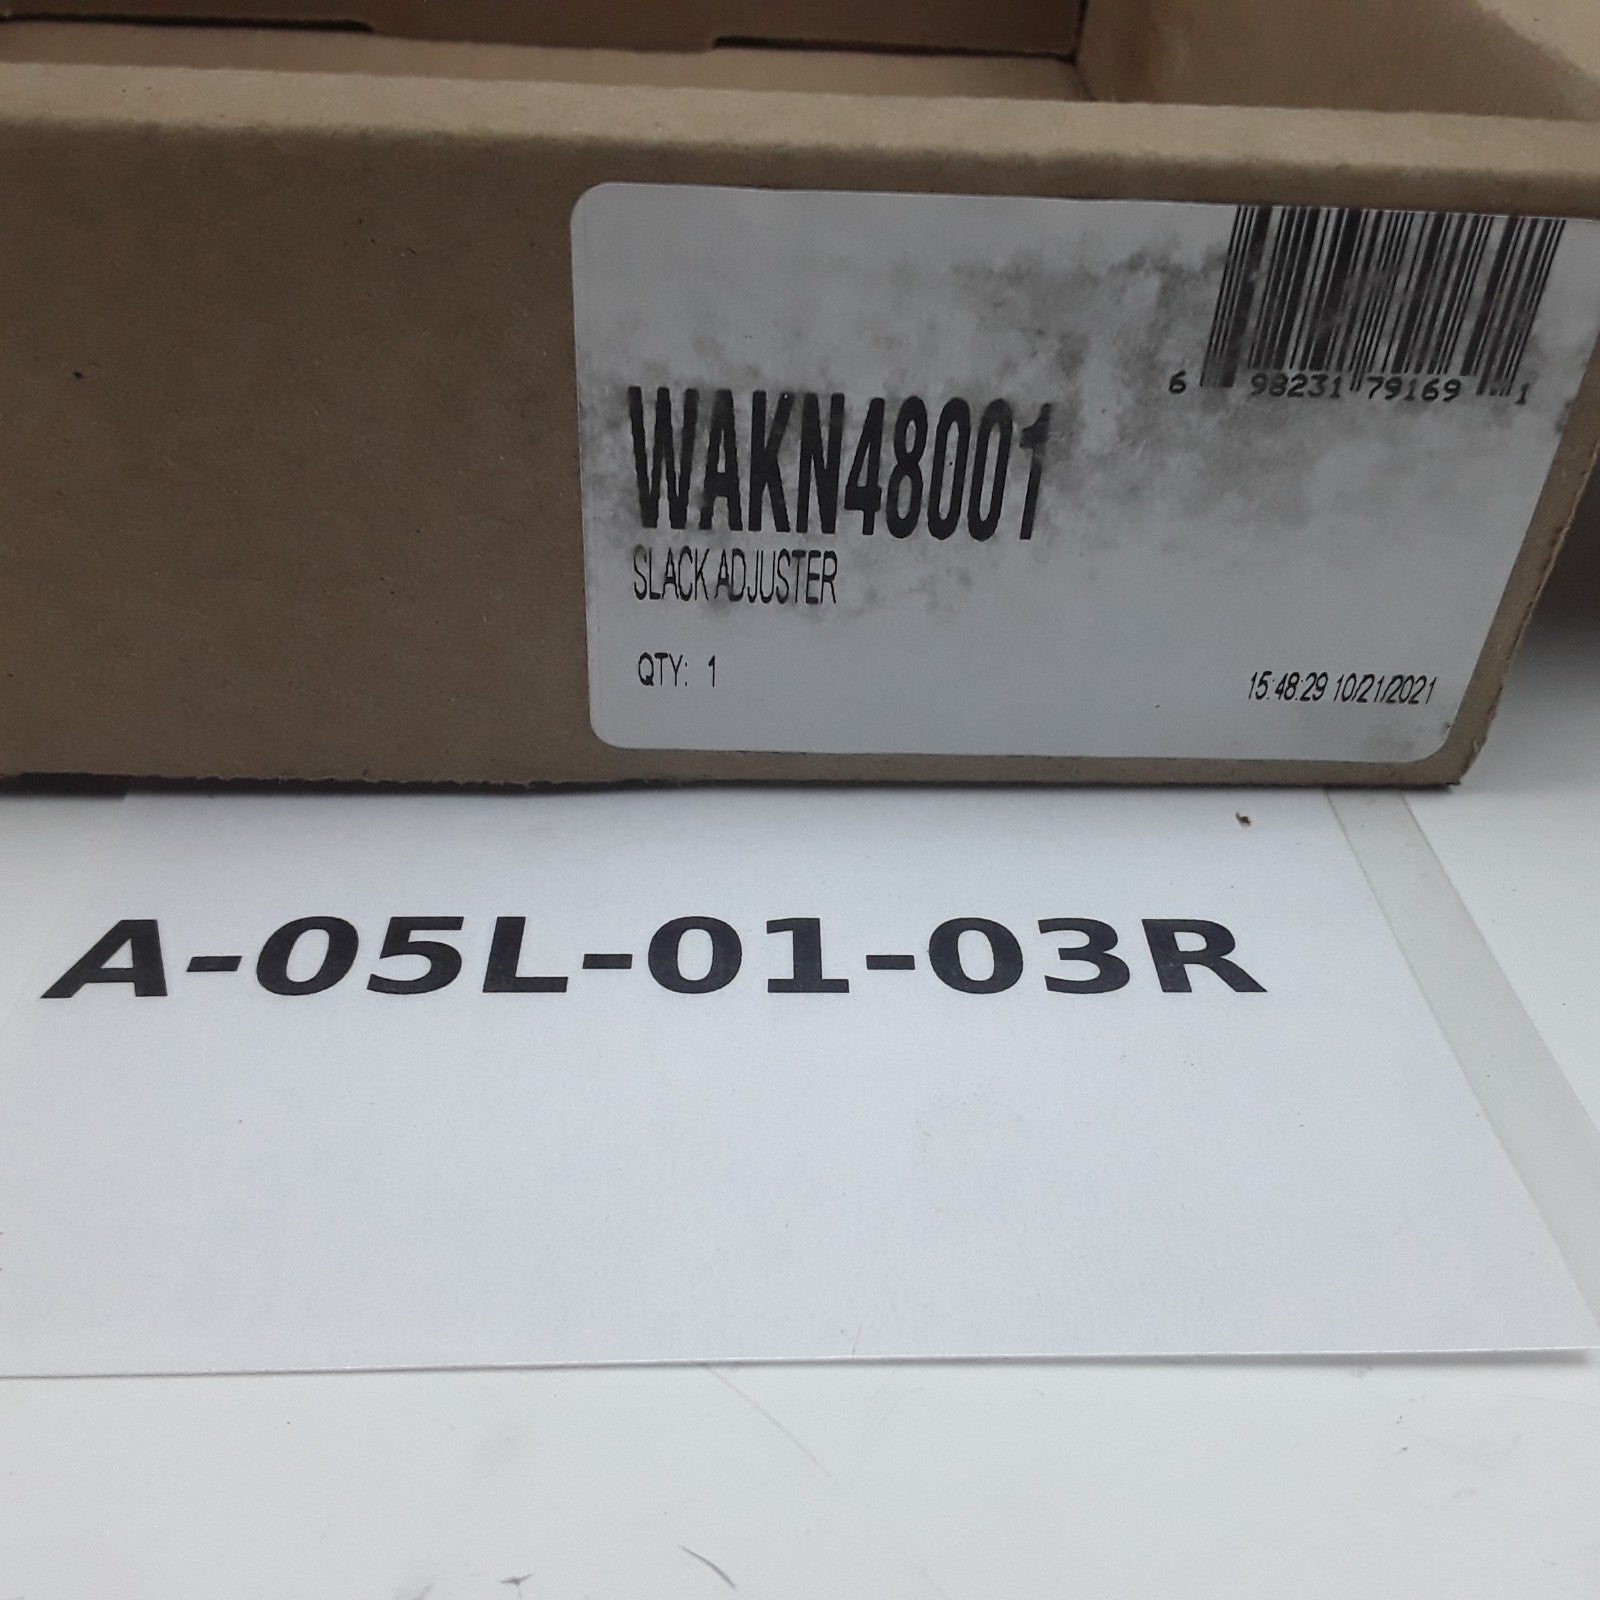 6 98231 79169 1
WAKN48001
SLACK ADJUSTER
QTY: 1
15:48:29 10/21/2021
A-05L-01-03R